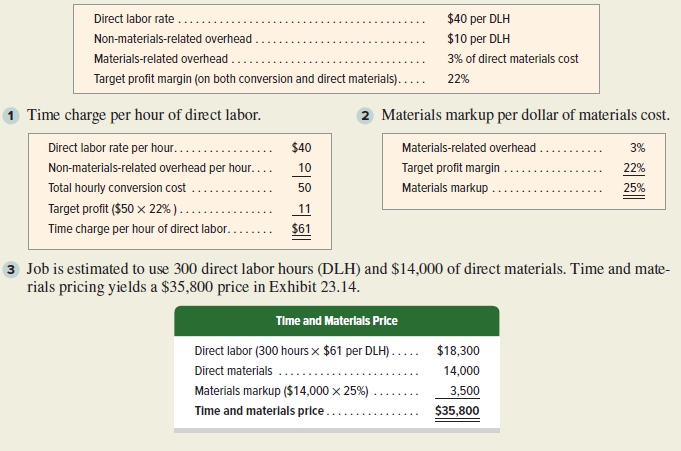 Direct labor rate ........................................ $40 per DLH
Non-materials-related overhead ............................ $10 per DLH
Materials-related overhead ................................ 3% of direct materials cost
Target profit margin (on both conversion and direct materials)..... 22%
1 Time charge per hour of direct labor.
Direct labor rate per hour................. $40
Non-materials-related overhead per hour.... 10
Total hourly conversion cost .............. 50
Target profit ($50 × 22%) ................ 11
Time charge per hour of direct labor........ $61
2 Materials markup per dollar of materials cost.
Materials-related overhead ........... 3%
Target profit margin ................. 22%
Materials markup .................... 25%
3 Job is estimated to use 300 direct labor hours (DLH) and $14,000 of direct materials. Time and mate-
rials pricing yields a $35,800 price in Exhibit 23.14.
Time and Materials Price
Direct labor (300 hours × $61 per DLH)..... $18,300
Direct materials ........................ 14,000
Materials markup ($14,000 × 25%) ........ 3,500
Time and materials price ................ $35,800